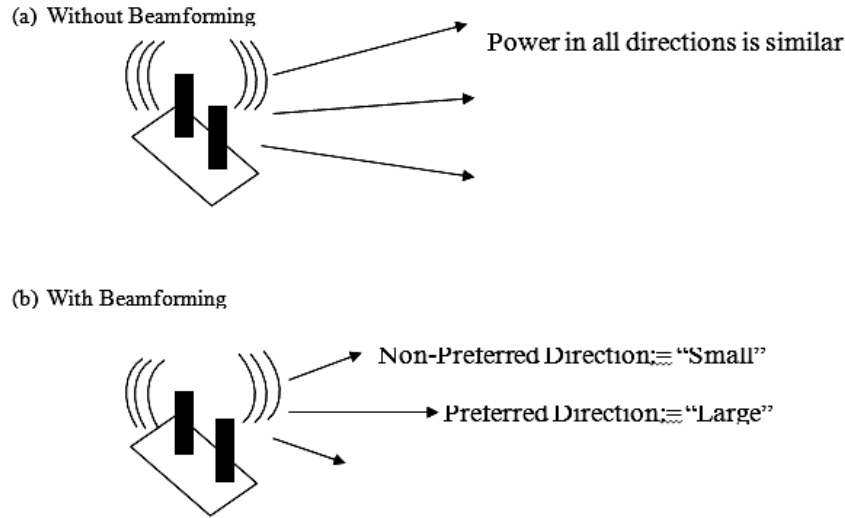 (a) Without Beamforming
Power in all directions is similar
(b) With Beamforming
Non-Preferred Direction:= “Small”
Preferred Direction:= “Large”